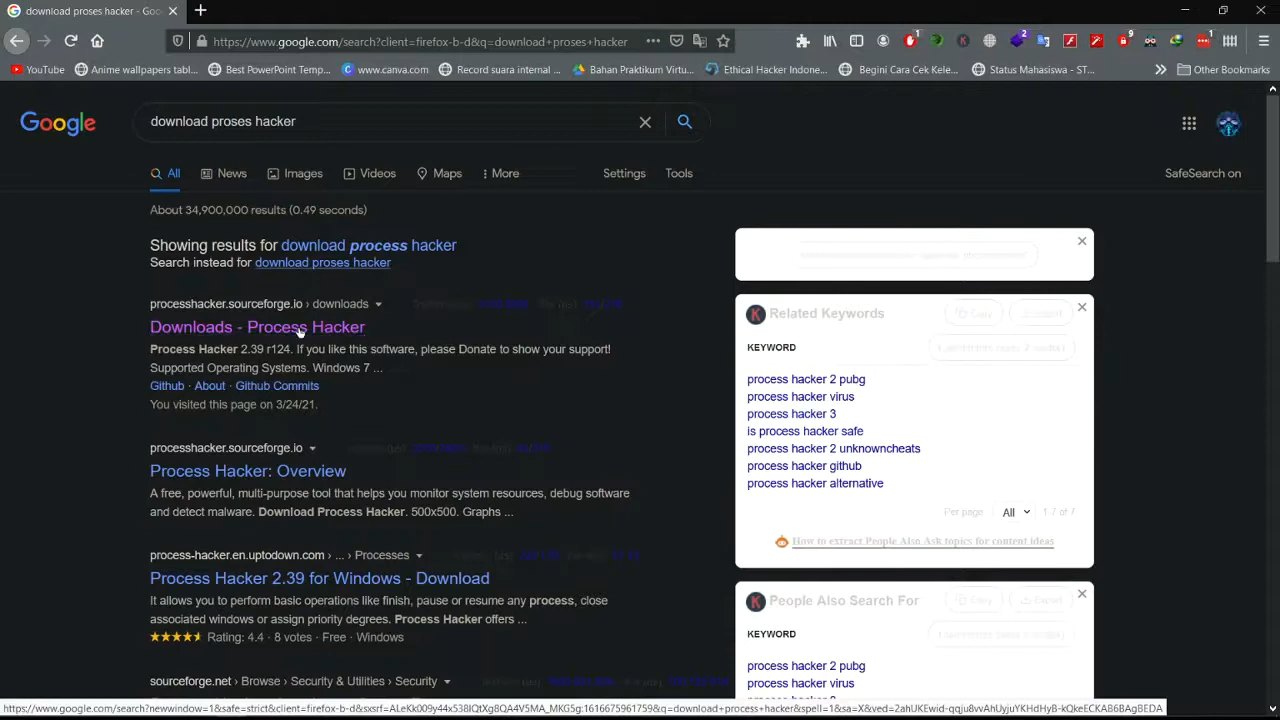 download proses hacker - Goo
https://www.google.com/search?client=firefox-b-d&q=download+proses+hacker
1
2
9
1
YouTube
Anime wallpapers tabl...
Best PowerPoint Temp...
www.canva.com
Record suara internal ...
Bahan Praktikum Virtu...
Ethical Hacker Indone...
Begini Cara Cek Kele...
Status Mahasiswa - ST...
Other Bookmarks
Google
download proses hacker
All
News
Images
Videos
Maps
More
Settings
Tools
SafeSearch on
About 34,900,000 results (0.49 seconds)
Showing results for download process hacker
Search instead for download proses hacker
processhacker.sourceforge.io › downloads
Downloads - Process Hacker
Process Hacker 2.39 r124. If you like this software, please Donate to show your support!
Supported Operating Systems. Windows 7 ...
Github · About · Github Commits
You visited this page on 3/24/21.
processhacker.sourceforge.io
Process Hacker: Overview
A free, powerful, multi-purpose tool that helps you monitor system resources, debug software
and detect malware. Download Process Hacker. 500x500. Graphs ...
process-hacker.en.uptodown.com › ... › Processes
Process Hacker 2.39 for Windows - Download
It allows you to perform basic operations like finish, pause or resume any process, close
associated windows or assign priority degrees. Process Hacker offers ...
Rating: 4.4 · 8 votes · Free · Windows
sourceforge.net › Browse › Security & Utilities › Security
Related Keywords
Copy
Export
KEYWORD
process hacker 2 pubg
process hacker virus
process hacker 3
is process hacker safe
process hacker 2 unknowncheats
process hacker github
process hacker alternative
Per page
All
1-7 of 7
How to extract People Also Ask topics for content ideas
People Also Search For
Copy
Export
KEYWORD
process hacker 2 pubg
process hacker virus